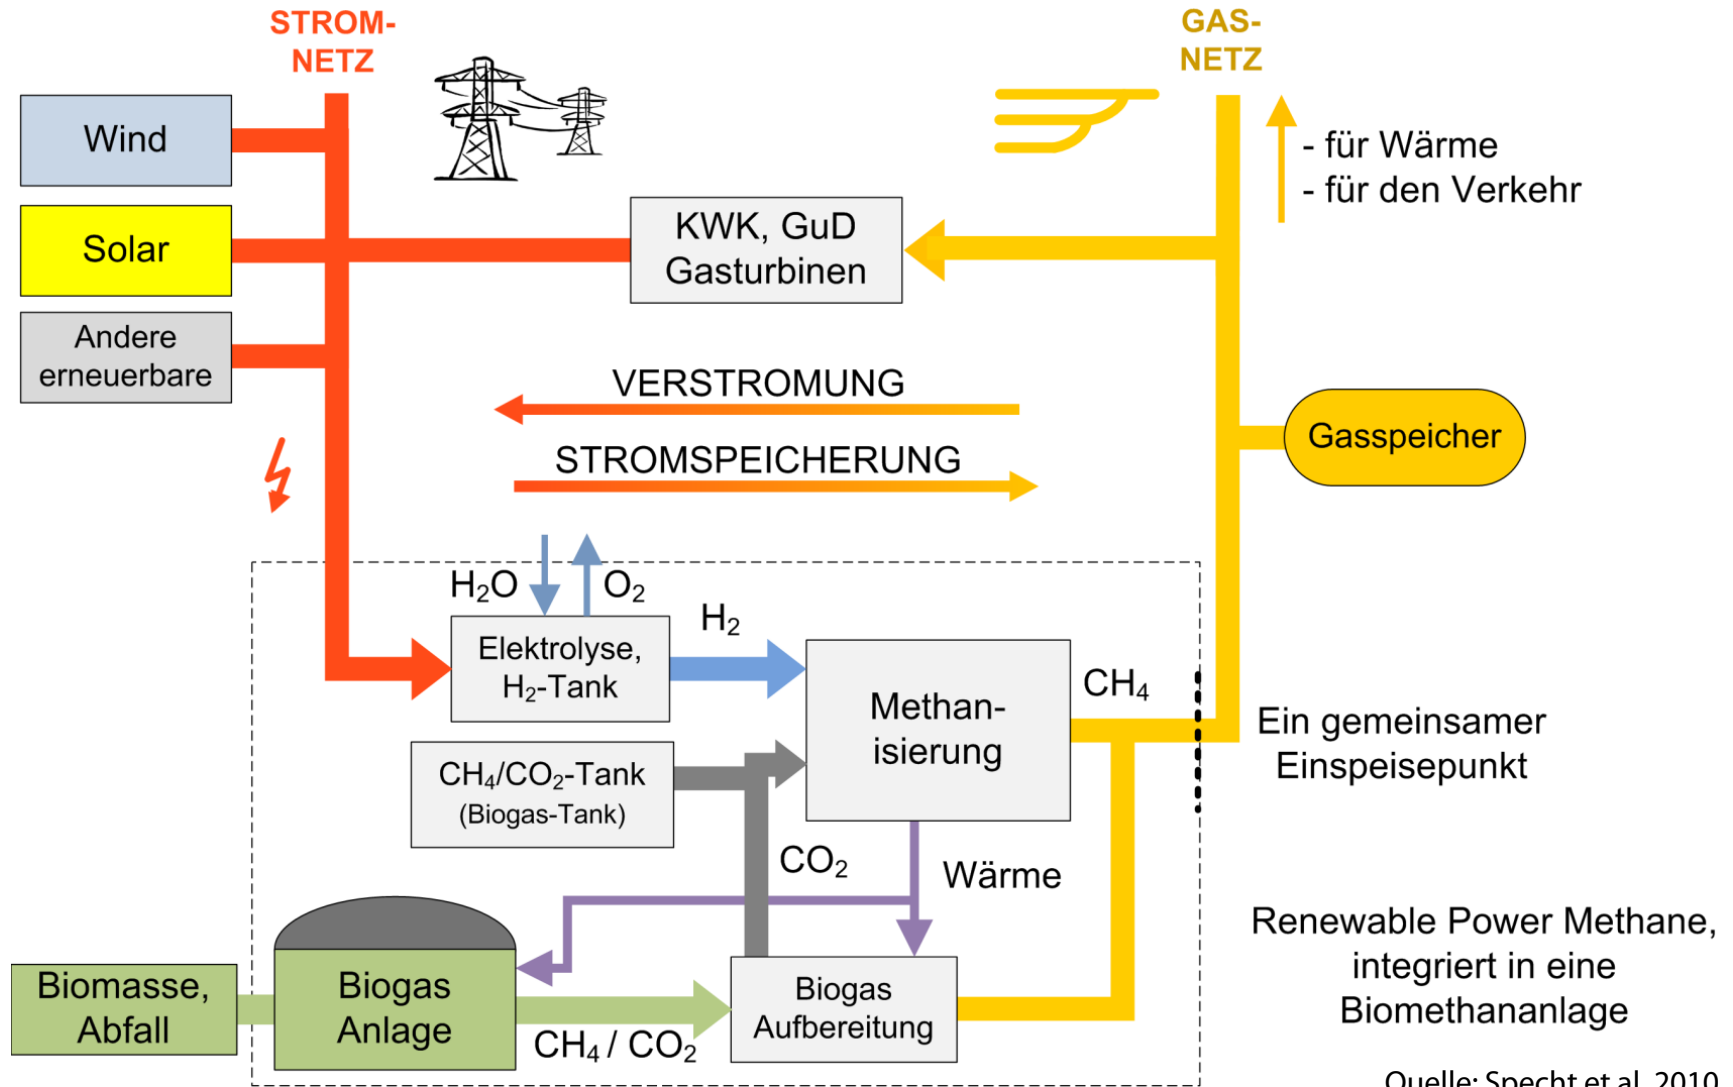 STROM-
NETZ
GAS-
NETZ
Wind
- für Wärme
- für den Verkehr
KWK, GuD
Gasturbinen
Solar
Andere
erneuerbare
VERSTROMUNG
STROMSPEICHERUNG
Gasspeicher
H₂O
O₂
H₂
Elektrolyse,
H₂-Tank
CH₄
Methan-
isierung
Ein gemeinsamer
Einspeisepunkt
CH₄/CO₂-Tank
(Biogas-Tank)
CO₂
Wärme
Renewable Power Methane,
integriert in eine
Biomethananlage
Biomasse,
Abfall
Biogas
Anlage
CH₄ / CO₂
Biogas
Aufbereitung
Quelle: Specht et al. 2010